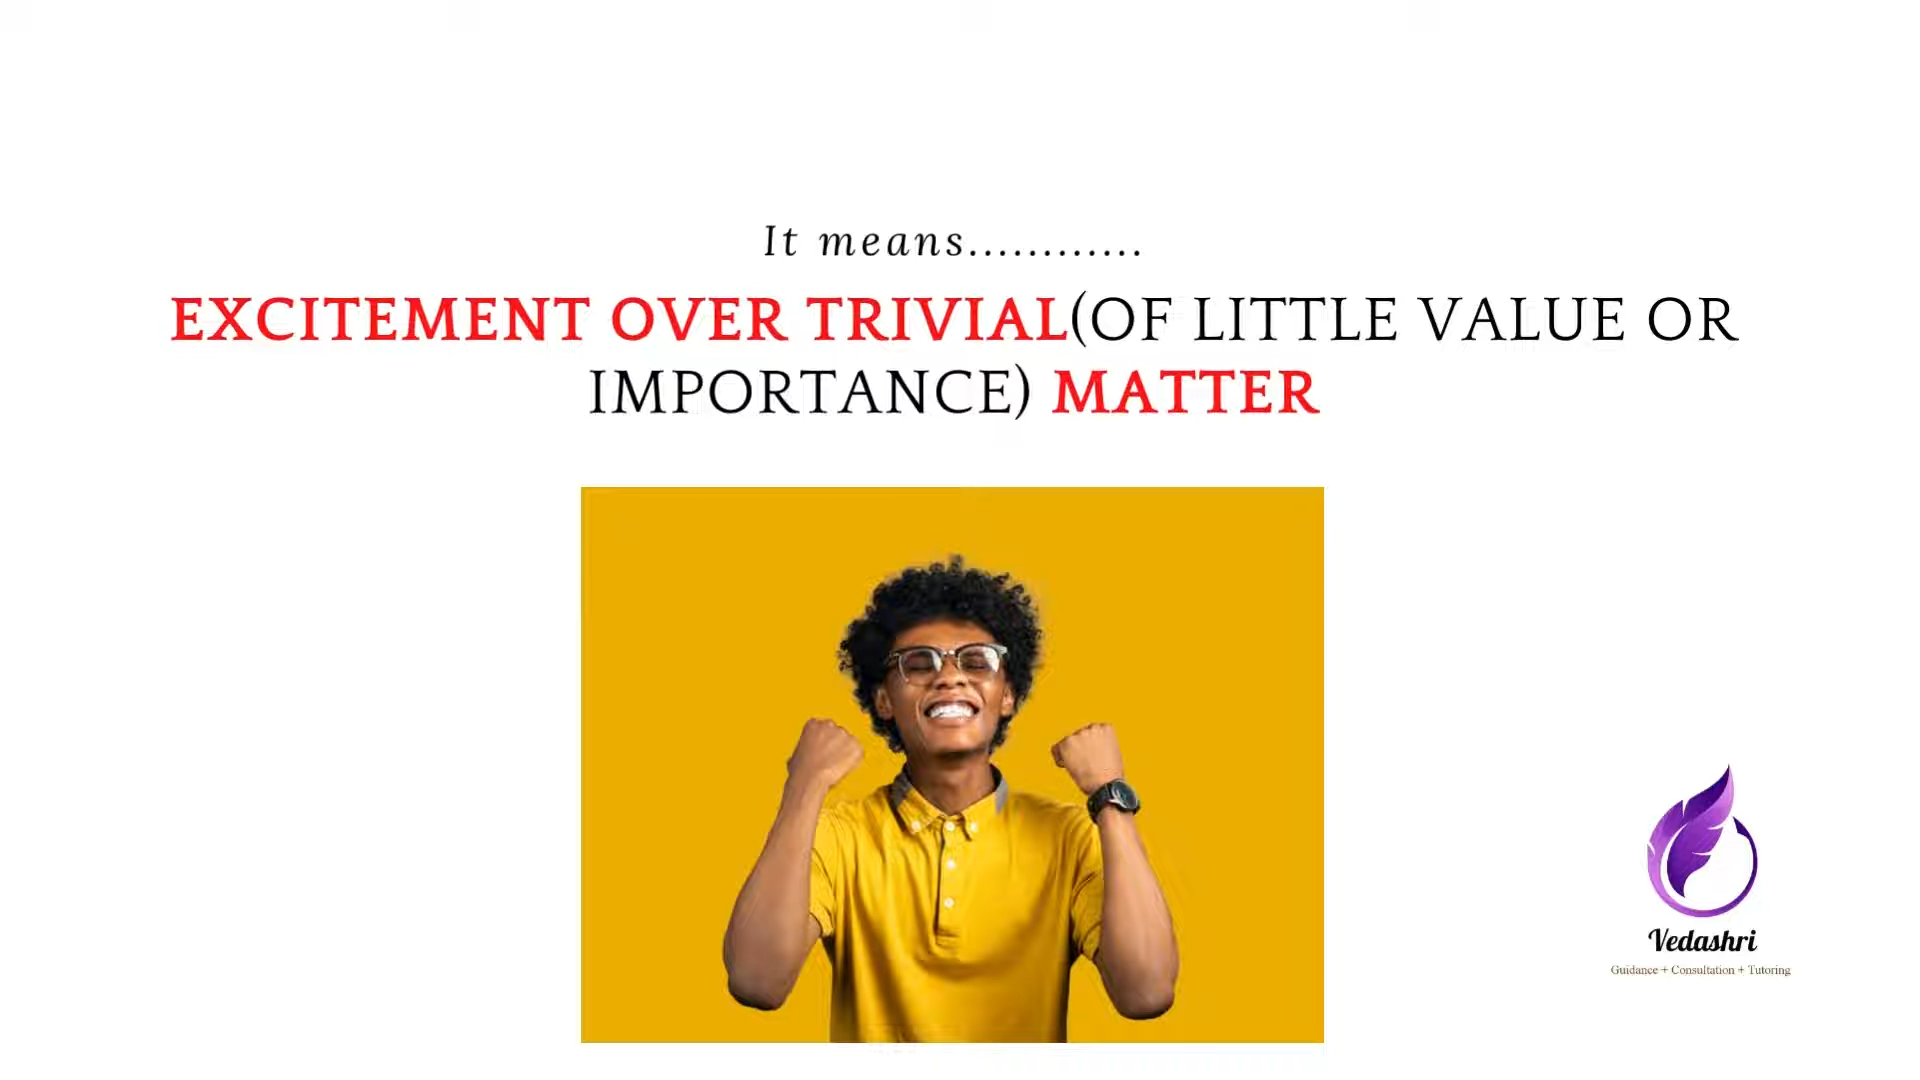 It means............
EXCITEMENT OVER TRIVIAL(OF LITTLE VALUE OR
IMPORTANCE) MATTER
Vedashri
Guidance + Consultation + Tutoring